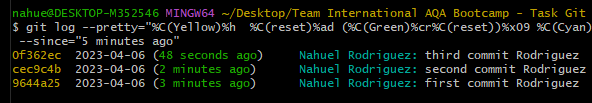 nahue@DESKTOP-M352546 MINGW64 ~/Desktop/Team International AQA Bootcamp - Task Git
$ git log --pretty="%C(Yellow)%h  %C(reset)%ad (%C(Green)%cr%C(reset))%x09 %C(Cyan)
--since="5 minutes ago"
0f362ec  2023-04-06 (48 seconds ago)     Nahuel Rodriguez: third commit Rodriguez
cec9c4b  2023-04-06 (2 minutes ago)      Nahuel Rodriguez: second commit Rodriguez
9644a25  2023-04-06 (3 minutes ago)      Nahuel Rodriguez: first commit Rodriguez